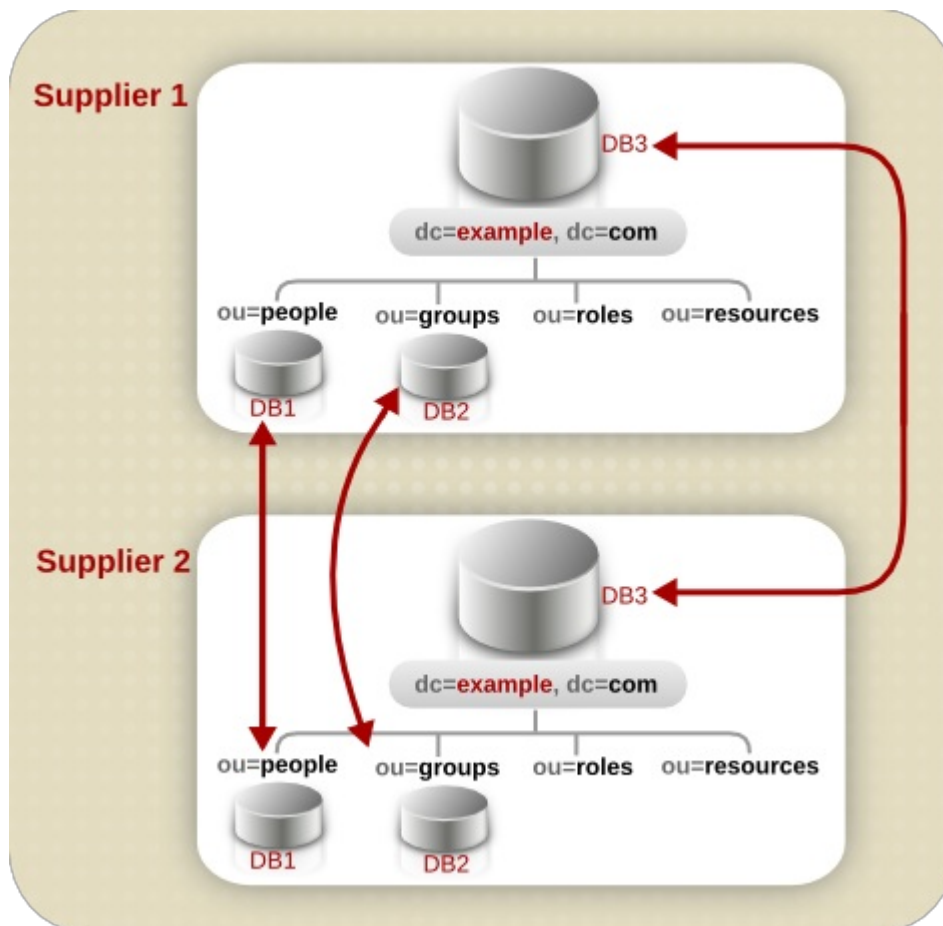 Supplier 1
DB3
dc=example, dc=com
ou=people ou=groups ou=roles ou=resources
DB1 DB2
Supplier 2
DB3
dc=example, dc=com
ou=people ou=groups ou=roles ou=resources
DB1 DB2